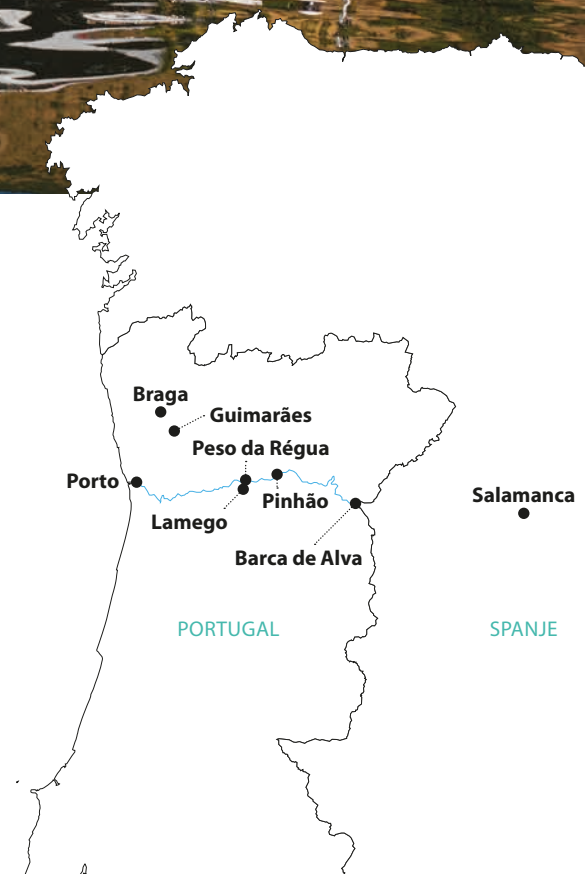 Braga
Guimarães
Peso da Régua
Porto
Pinhão
Salamanca
Lamego
Barca de Alva
PORTUGAL
SPANJE